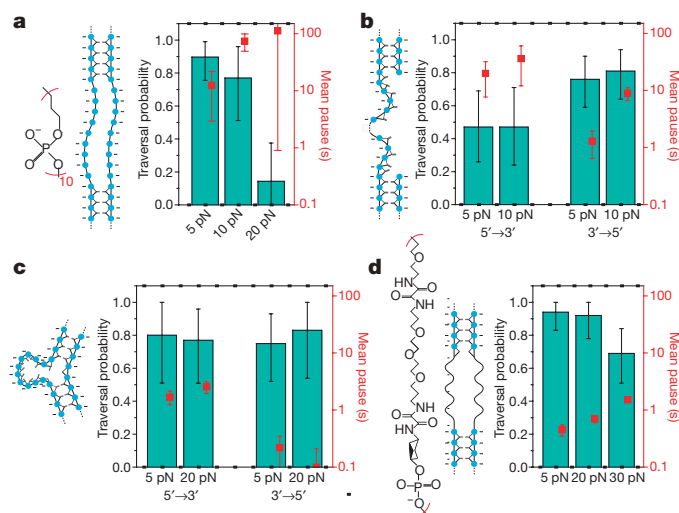 a
Traversal probability
1.0
0.8
0.6
0.4
0.2
0.0
100
10
1
0.1
Mean pause (s)
5 pN
10 pN
20 pN
O
O−
P
O
O
10
b
Traversal probability
1.0
0.8
0.6
0.4
0.2
0.0
100
10
1
0.1
Mean pause (s)
5 pN 10 pN 5 pN 10 pN
5′→3′ 3′→5′
c
Traversal probability
1.0
0.8
0.6
0.4
0.2
0.0
100
10
1
0.1
Mean pause (s)
5 pN 20 pN 5 pN 20 pN
5′→3′ 3′→5′
d
O
HN O
O NH
O
O
O
O NH
HN O
O
O−P=O
O−
Traversal probability
1.0
0.8
0.6
0.4
0.2
0.0
100
10
1
0.1
Mean pause (s)
5 pN 20 pN 30 pN